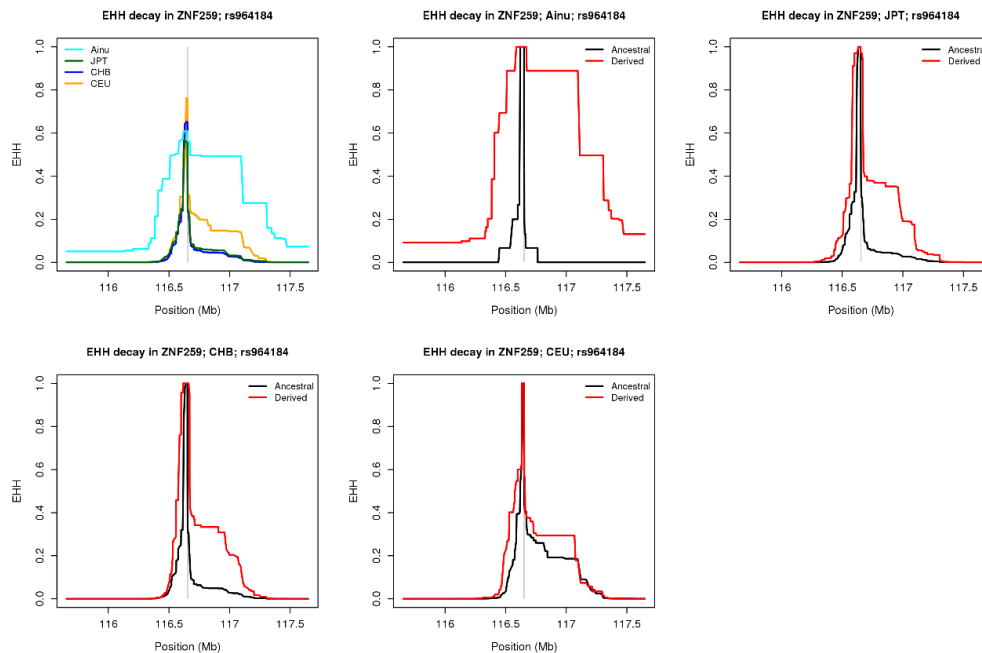 EHH decay in ZNF259; rs964184
EHH decay in ZNF259; Ainu; rs964184
EHH decay in ZNF259; JPT; rs964184
Ainu
JPT
CHB
CEU
EHH
0.0
0.2
0.4
0.6
0.8
1.0
116
116.5
117
117.5
Position (Mb)
Ancestral
Derived
EHH
0.0
0.2
0.4
0.6
0.8
1.0
116
116.5
117
117.5
Position (Mb)
Ancestral
Derived
EHH
0.0
0.2
0.4
0.6
0.8
1.0
116
116.5
117
117.5
Position (Mb)
EHH decay in ZNF259; CHB; rs964184
EHH decay in ZNF259; CEU; rs964184
Ancestral
Derived
EHH
0.0
0.2
0.4
0.6
0.8
1.0
116
116.5
117
117.5
Position (Mb)
Ancestral
Derived
EHH
0.0
0.2
0.4
0.6
0.8
1.0
116
116.5
117
117.5
Position (Mb)